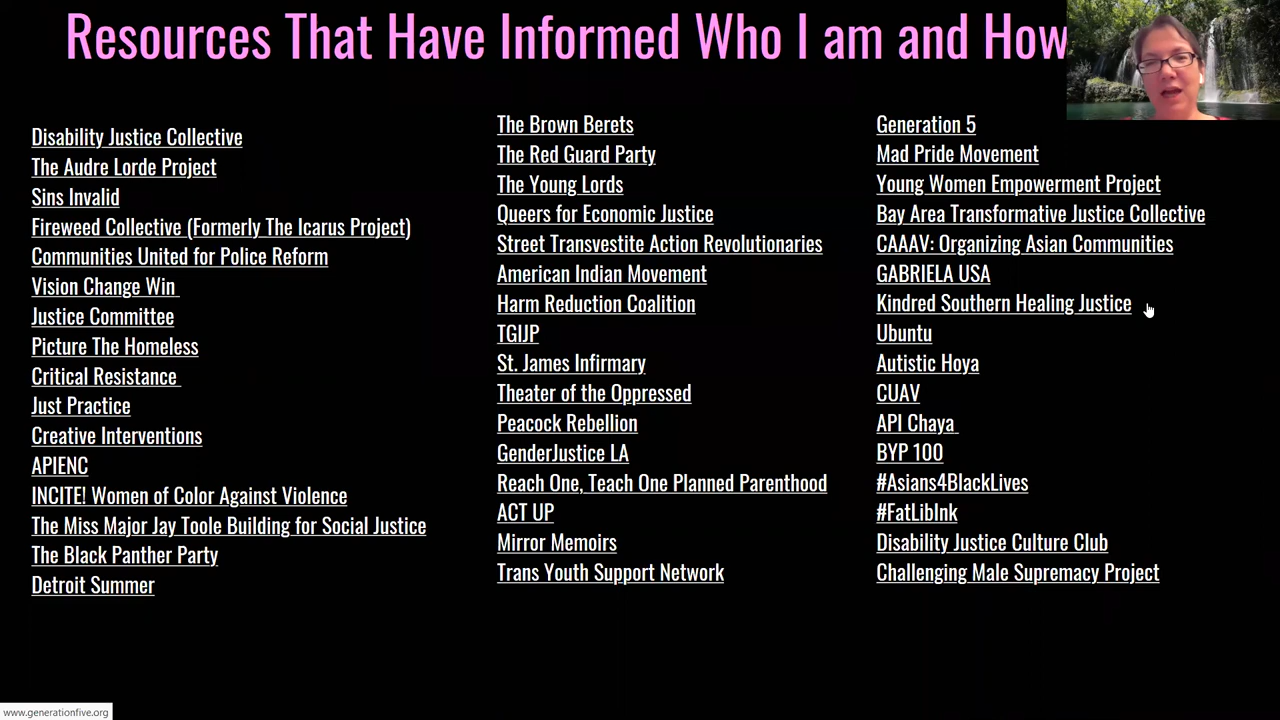 Resources That Have Informed Who I am and How
Disability Justice Collective
The Audre Lorde Project
Sins Invalid
Fireweed Collective (Formerly The Icarus Project)
Communities United for Police Reform
Vision Change Win
Justice Committee
Picture The Homeless
Critical Resistance
Just Practice
Creative Interventions
APIENC
INCITE! Women of Color Against Violence
The Miss Major Jay Toole Building for Social Justice
The Black Panther Party
Detroit Summer
The Brown Berets
The Red Guard Party
The Young Lords
Queers for Economic Justice
Street Transvestite Action Revolutionaries
American Indian Movement
Harm Reduction Coalition
TGIJP
St. James Infirmary
Theater of the Oppressed
Peacock Rebellion
GenderJustice LA
Reach One, Teach One Planned Parenthood
ACT UP
Mirror Memoirs
Trans Youth Support Network
Generation 5
Mad Pride Movement
Young Women Empowerment Project
Bay Area Transformative Justice Collective
CAAAV: Organizing Asian Communities
GABRIELA USA
Kindred Southern Healing Justice
Ubuntu
Autistic Hoya
CUAV
API Chaya
BYP 100
#Asians4BlackLives
#FatLibInk
Disability Justice Culture Club
Challenging Male Supremacy Project
www.generationfive.org